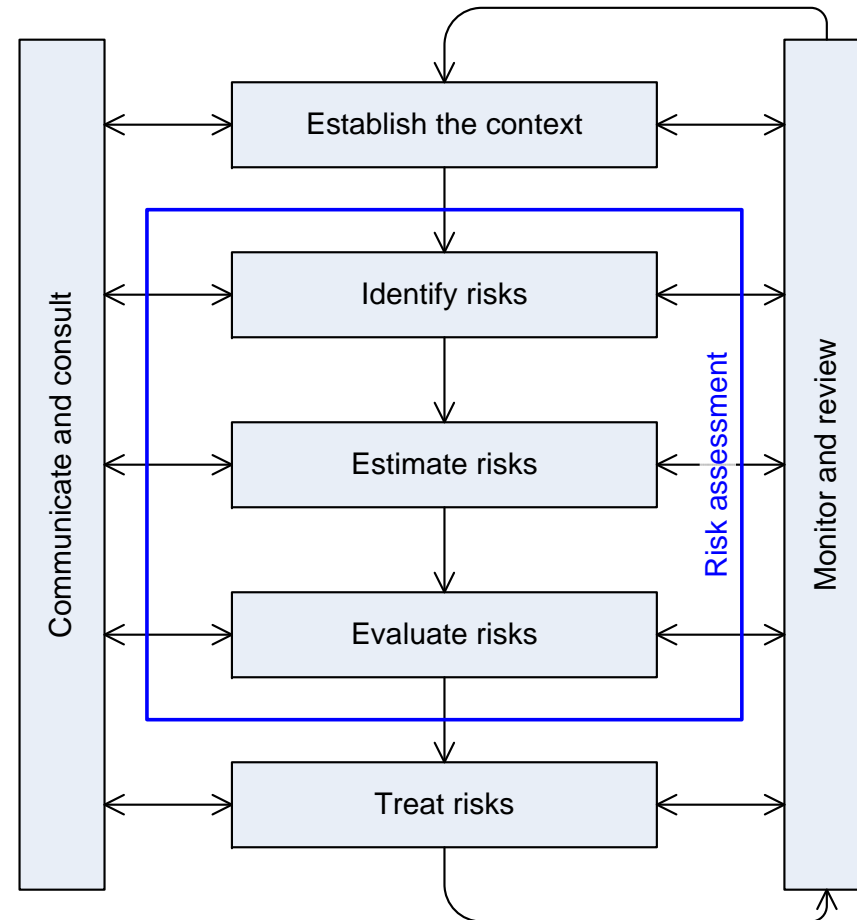 Establish the context
Communicate and consult
Identify risks
Estimate risks
Risk assessment
Monitor and review
Evaluate risks
Treat risks